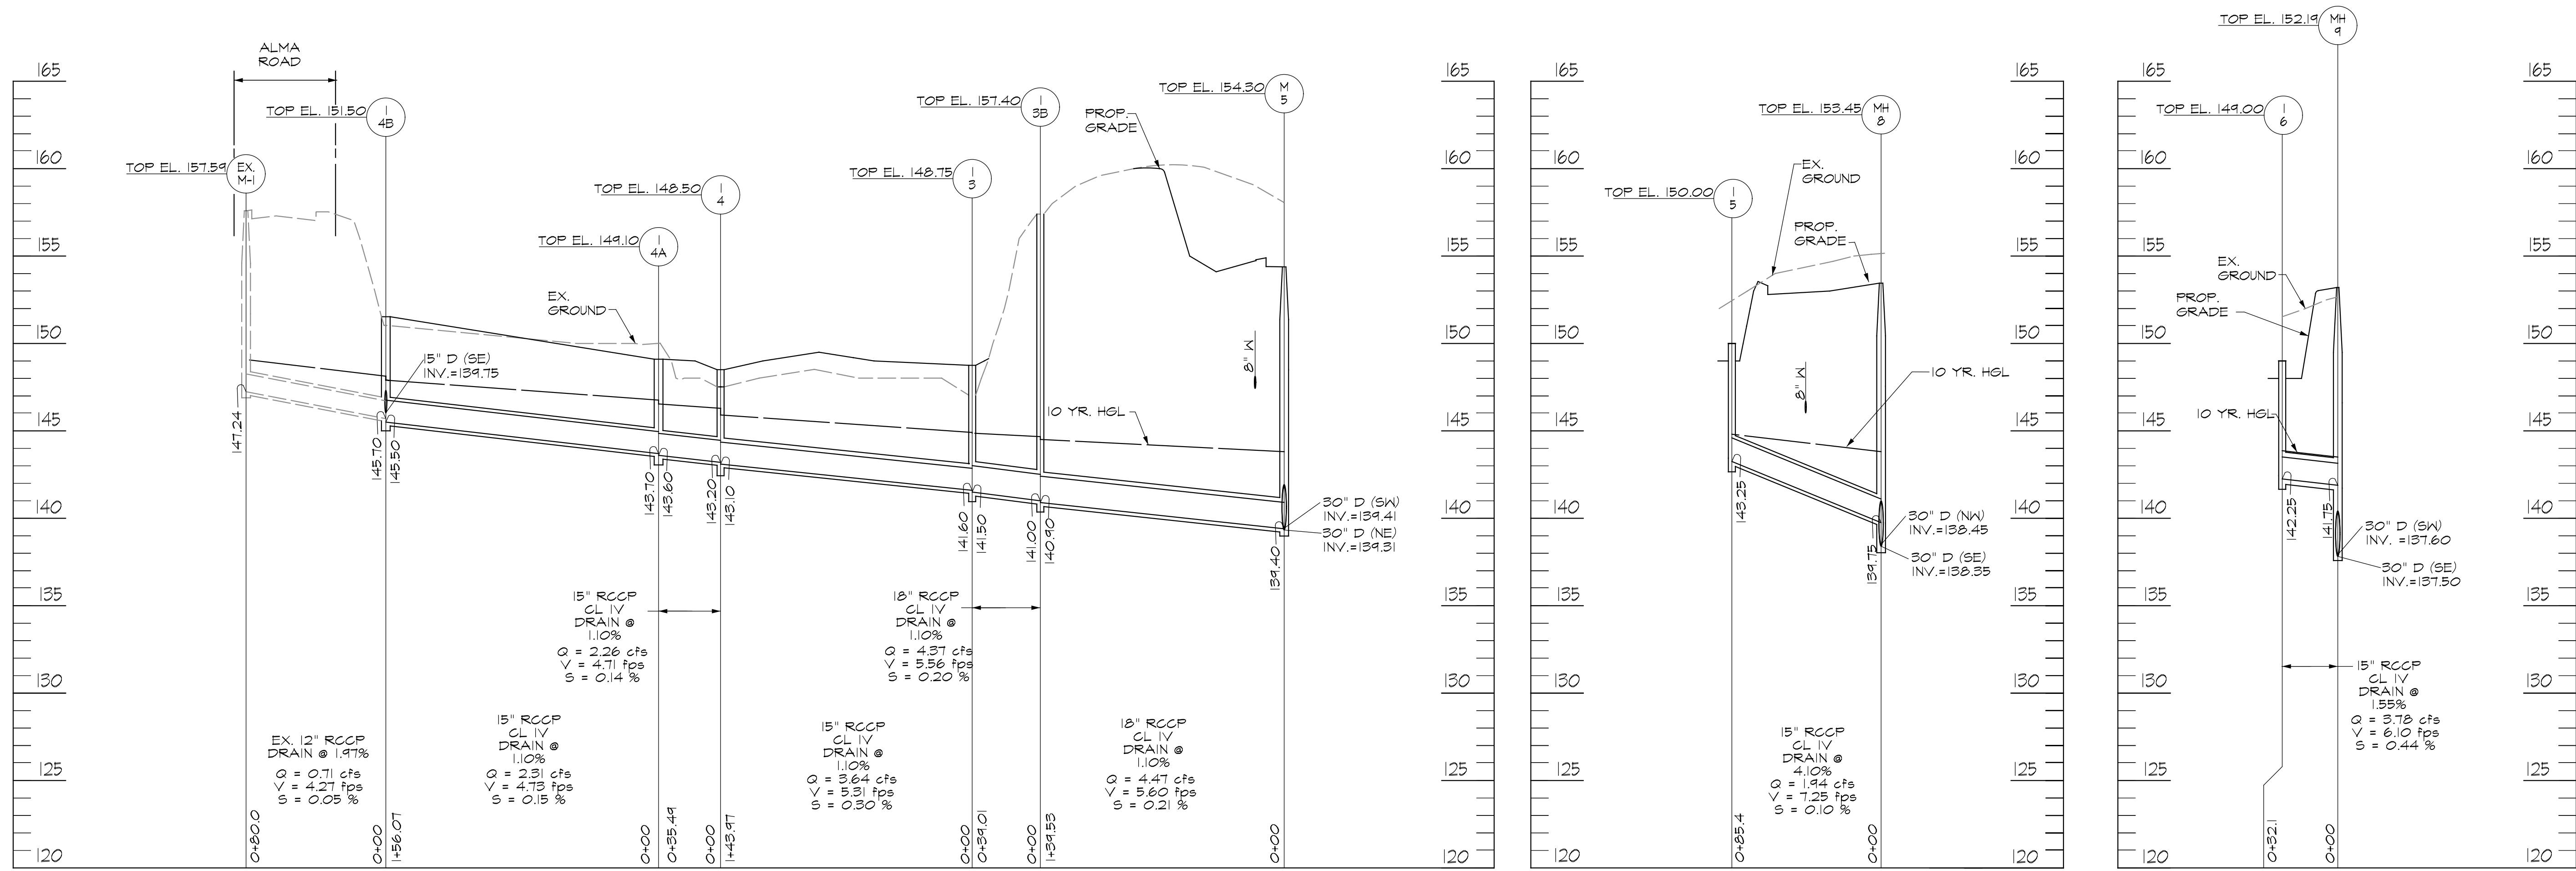 ALMA
ROAD
165
160
155
150
145
140
135
130
125
120
TOP EL. 157.59
EX.
M-1
TOP EL. 151.50
I
4B
15" D (SE)
INV.=139.75
EX.
GROUND
TOP EL. 149.10
I
4A
TOP EL. 148.50
I
4
TOP EL. 148.75
I
3
TOP EL. 157.40
I
3B
PROP.
GRADE
TOP EL. 154.30
M
5
8" W
10 YR. HGL
30" D (SW)
INV.=139.41
30" D (NE)
INV.=139.31
147.24
145.70
145.50
143.70
143.60
143.20
143.10
141.60
141.50
141.00
140.90
139.40
15" RCCP
CL IV
DRAIN @
1.10%
Q = 2.26 cfs
V = 4.71 fps
S = 0.14 %
18" RCCP
CL IV
DRAIN @
1.10%
Q = 4.37 cfs
V = 5.56 fps
S = 0.20 %
EX. 12" RCCP
DRAIN @ 1.97%
Q = 0.71 cfs
V = 4.27 fps
S = 0.05 %
15" RCCP
CL IV
DRAIN @
1.10%
Q = 2.31 cfs
V = 4.73 fps
S = 0.15 %
15" RCCP
CL IV
DRAIN @
1.10%
Q = 3.64 cfs
V = 5.31 fps
S = 0.30 %
18" RCCP
CL IV
DRAIN @
1.10%
Q = 4.47 cfs
V = 5.60 fps
S = 0.21 %
0+80.0
0+00
1+56.07
0+00
0+35.49
0+00
1+43.97
0+00
0+39.01
0+00
1+39.53
0+00
165
160
155
150
145
140
135
130
125
120
165
160
155
150
145
140
135
130
125
120
TOP EL. 150.00
I
5
TOP EL. 153.45
MH
8
EX.
GROUND
PROP.
GRADE
8" W
10 YR. HGL
143.25
139.75
30" D (NW)
INV.=138.45
30" D (SE)
INV.=138.35
15" RCCP
CL IV
DRAIN @
4.10%
Q = 1.94 cfs
V = 7.25 fps
S = 0.10 %
0+85.4
0+00
165
160
155
150
145
140
135
130
125
120
165
160
155
150
145
140
135
130
125
120
TOP EL. 152.19
MH
9
TOP EL. 149.00
I
6
EX.
GROUND
PROP.
GRADE
10 YR. HGL
142.25
141.75
30" D (SW)
INV. =137.60
30" D (SE)
INV.=137.50
15" RCCP
CL IV
DRAIN @
1.55%
Q = 3.78 cfs
V = 6.10 fps
S = 0.44 %
0+32.1
0+00
165
160
155
150
145
140
135
130
125
120